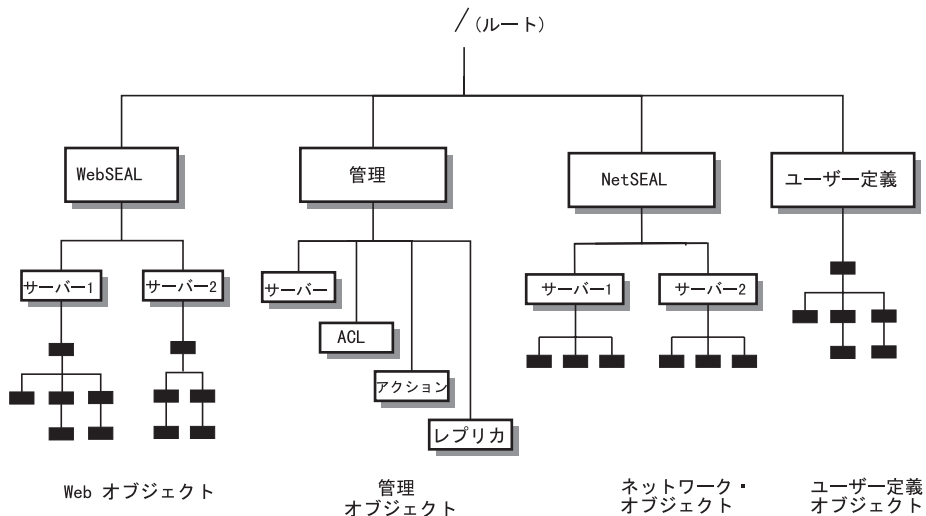 / (ルート)
WebSEAL
管理
NetSEAL
ユーザー定義
サーバー1
サーバー2
サーバー
ACL
アクション
レプリカ
サーバー1
サーバー2
Web オブジェクト
管理
オブジェクト
ネットワーク・
オブジェクト
ユーザー定義
オブジェクト